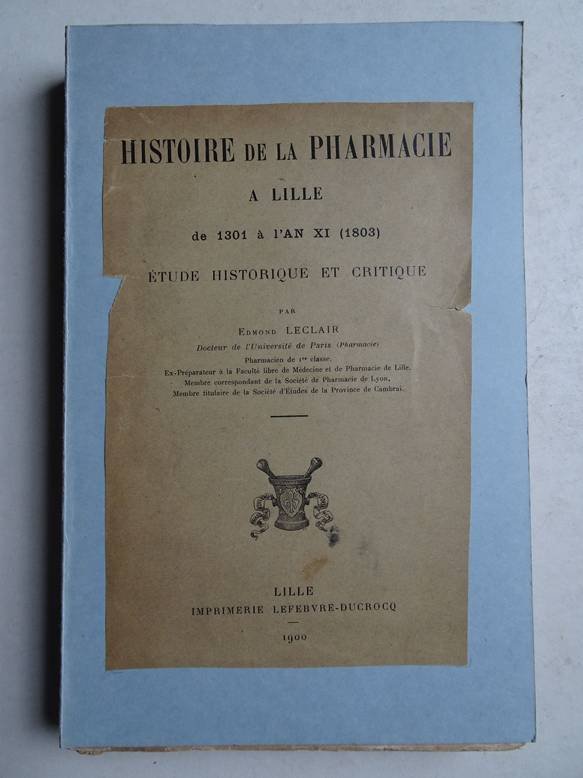 HISTOIRE DE LA PHARMACIE
A LILLE
de 1301 à l'AN XI (1803)
ÉTUDE HISTORIQUE ET CRITIQUE
PAR
EDMOND LECLAIR
Docteur de l'Université de Paris (Pharmacie)
Pharmacien de 1re classe.
Ex-Préparateur à la Faculté libre de Médecine et de Pharmacie de Lille.
Membre correspondant de la Société de Pharmacie de Lyon,
Membre titulaire de la Société d'Études de la Province de Cambrai.
LILLE
IMPRIMERIE LEFEBVRE-DUCROCQ
1900